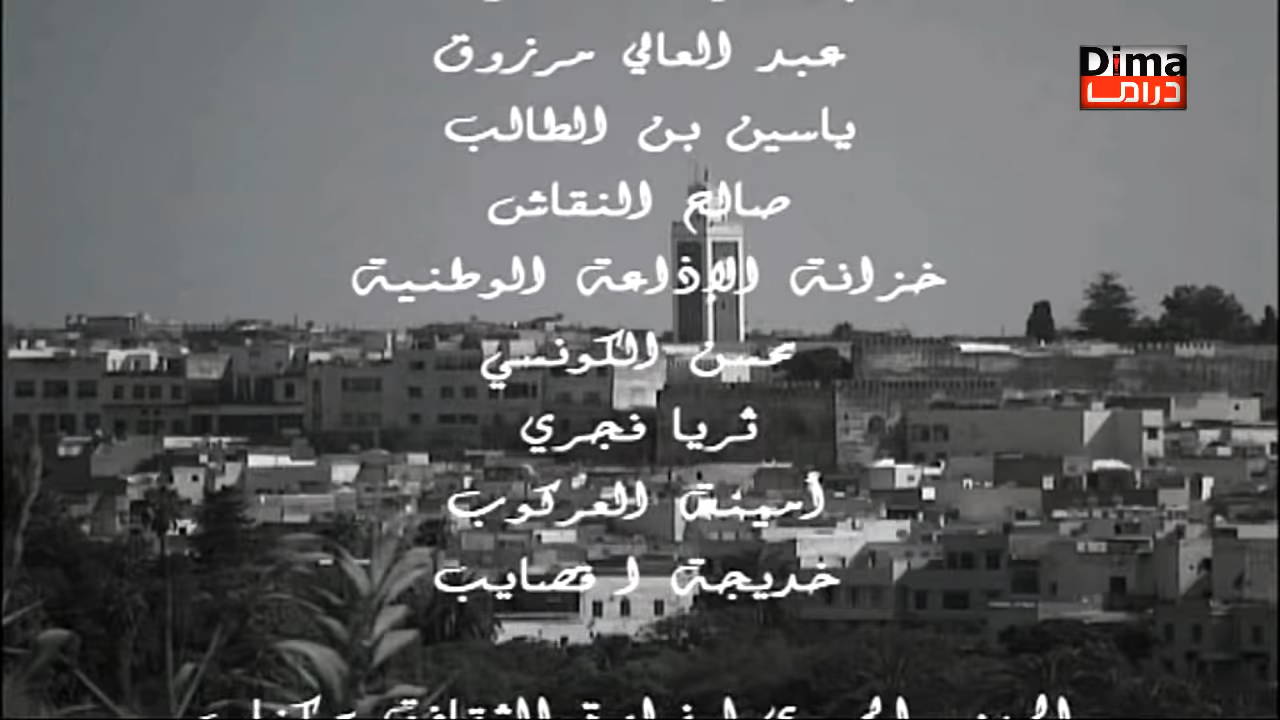 Dima
دراما
عبد العالي مرزوق
ياسين بن الطالب
صالح النقاش
خزانة الإذاعة الوطنية
محسن الكونسي
ثريا فجري
أمينة العركوب
خديجة ا قصايب